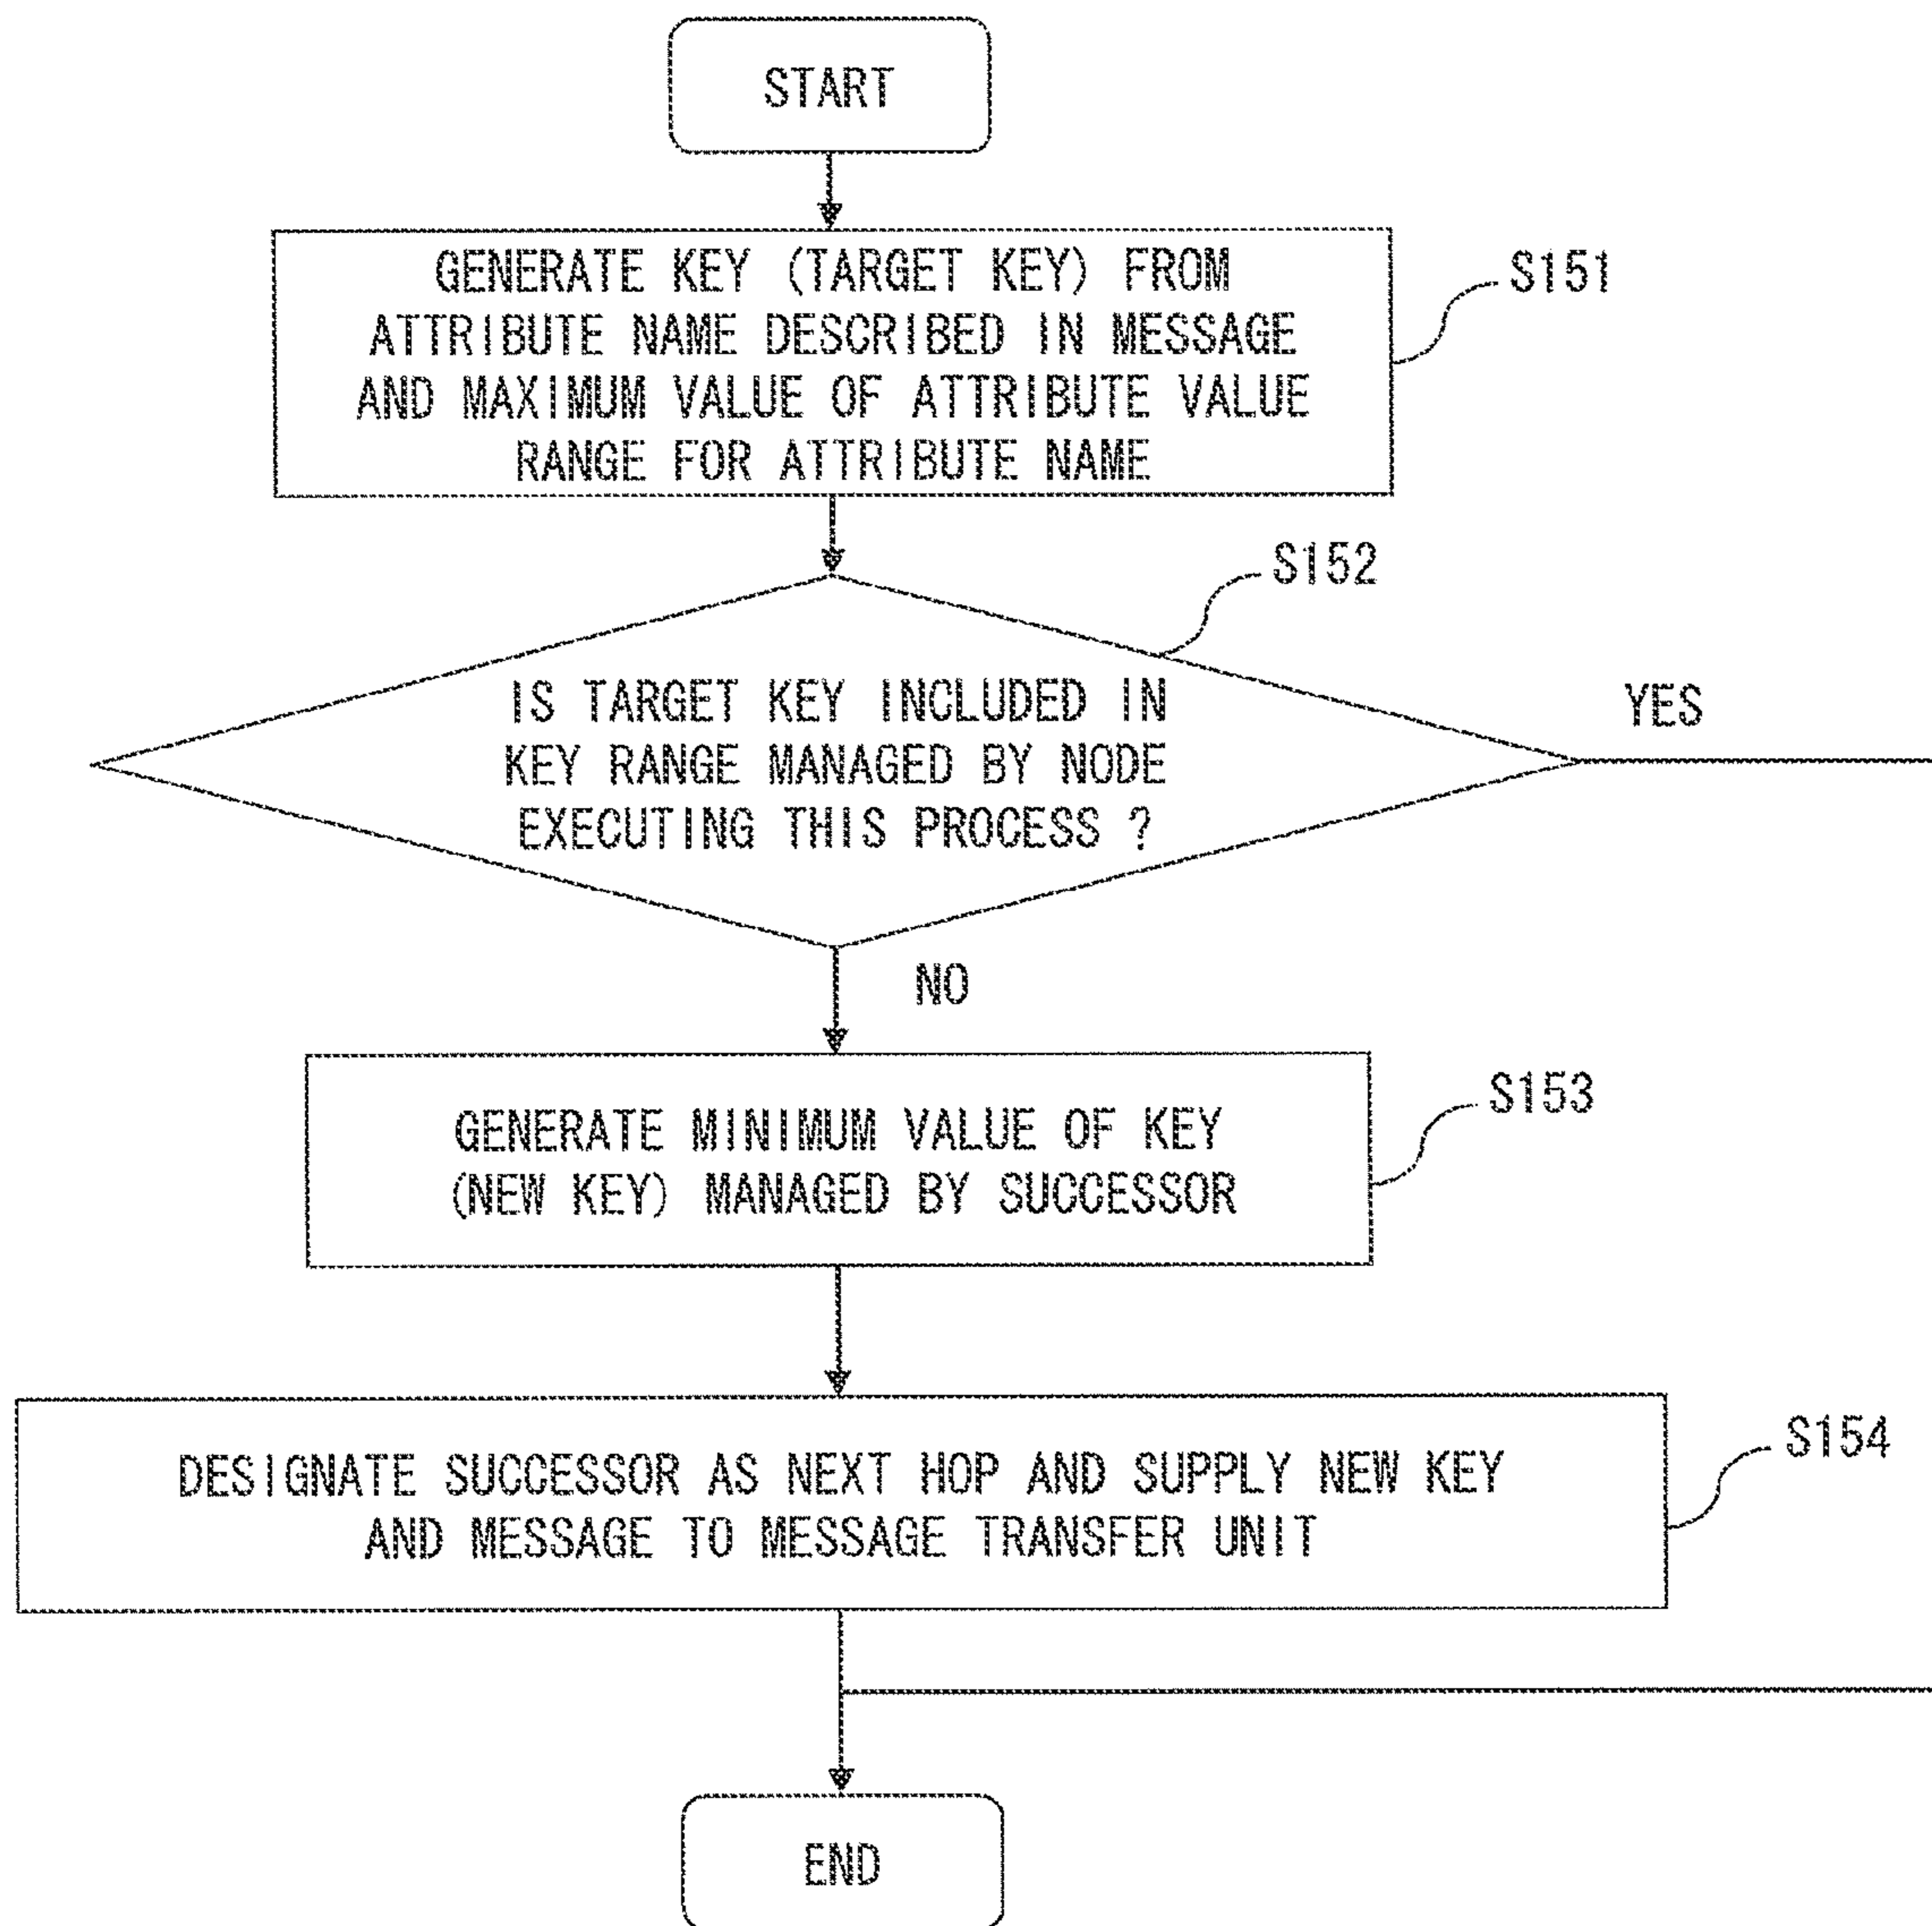 START
GENERATE KEY (TARGET KEY) FROM
ATTRIBUTE NAME DESCRIBED IN MESSAGE
AND MAXIMUM VALUE OF ATTRIBUTE VALUE
RANGE FOR ATTRIBUTE NAME
S151
S152
IS TARGET KEY INCLUDED IN
KEY RANGE MANAGED BY NODE
EXECUTING THIS PROCESS ?
YES
NO
GENERATE MINIMUM VALUE OF KEY
(NEW KEY) MANAGED BY SUCCESSOR
S153
DESIGNATE SUCCESSOR AS NEXT HOP AND SUPPLY NEW KEY
AND MESSAGE TO MESSAGE TRANSFER UNIT
S154
END